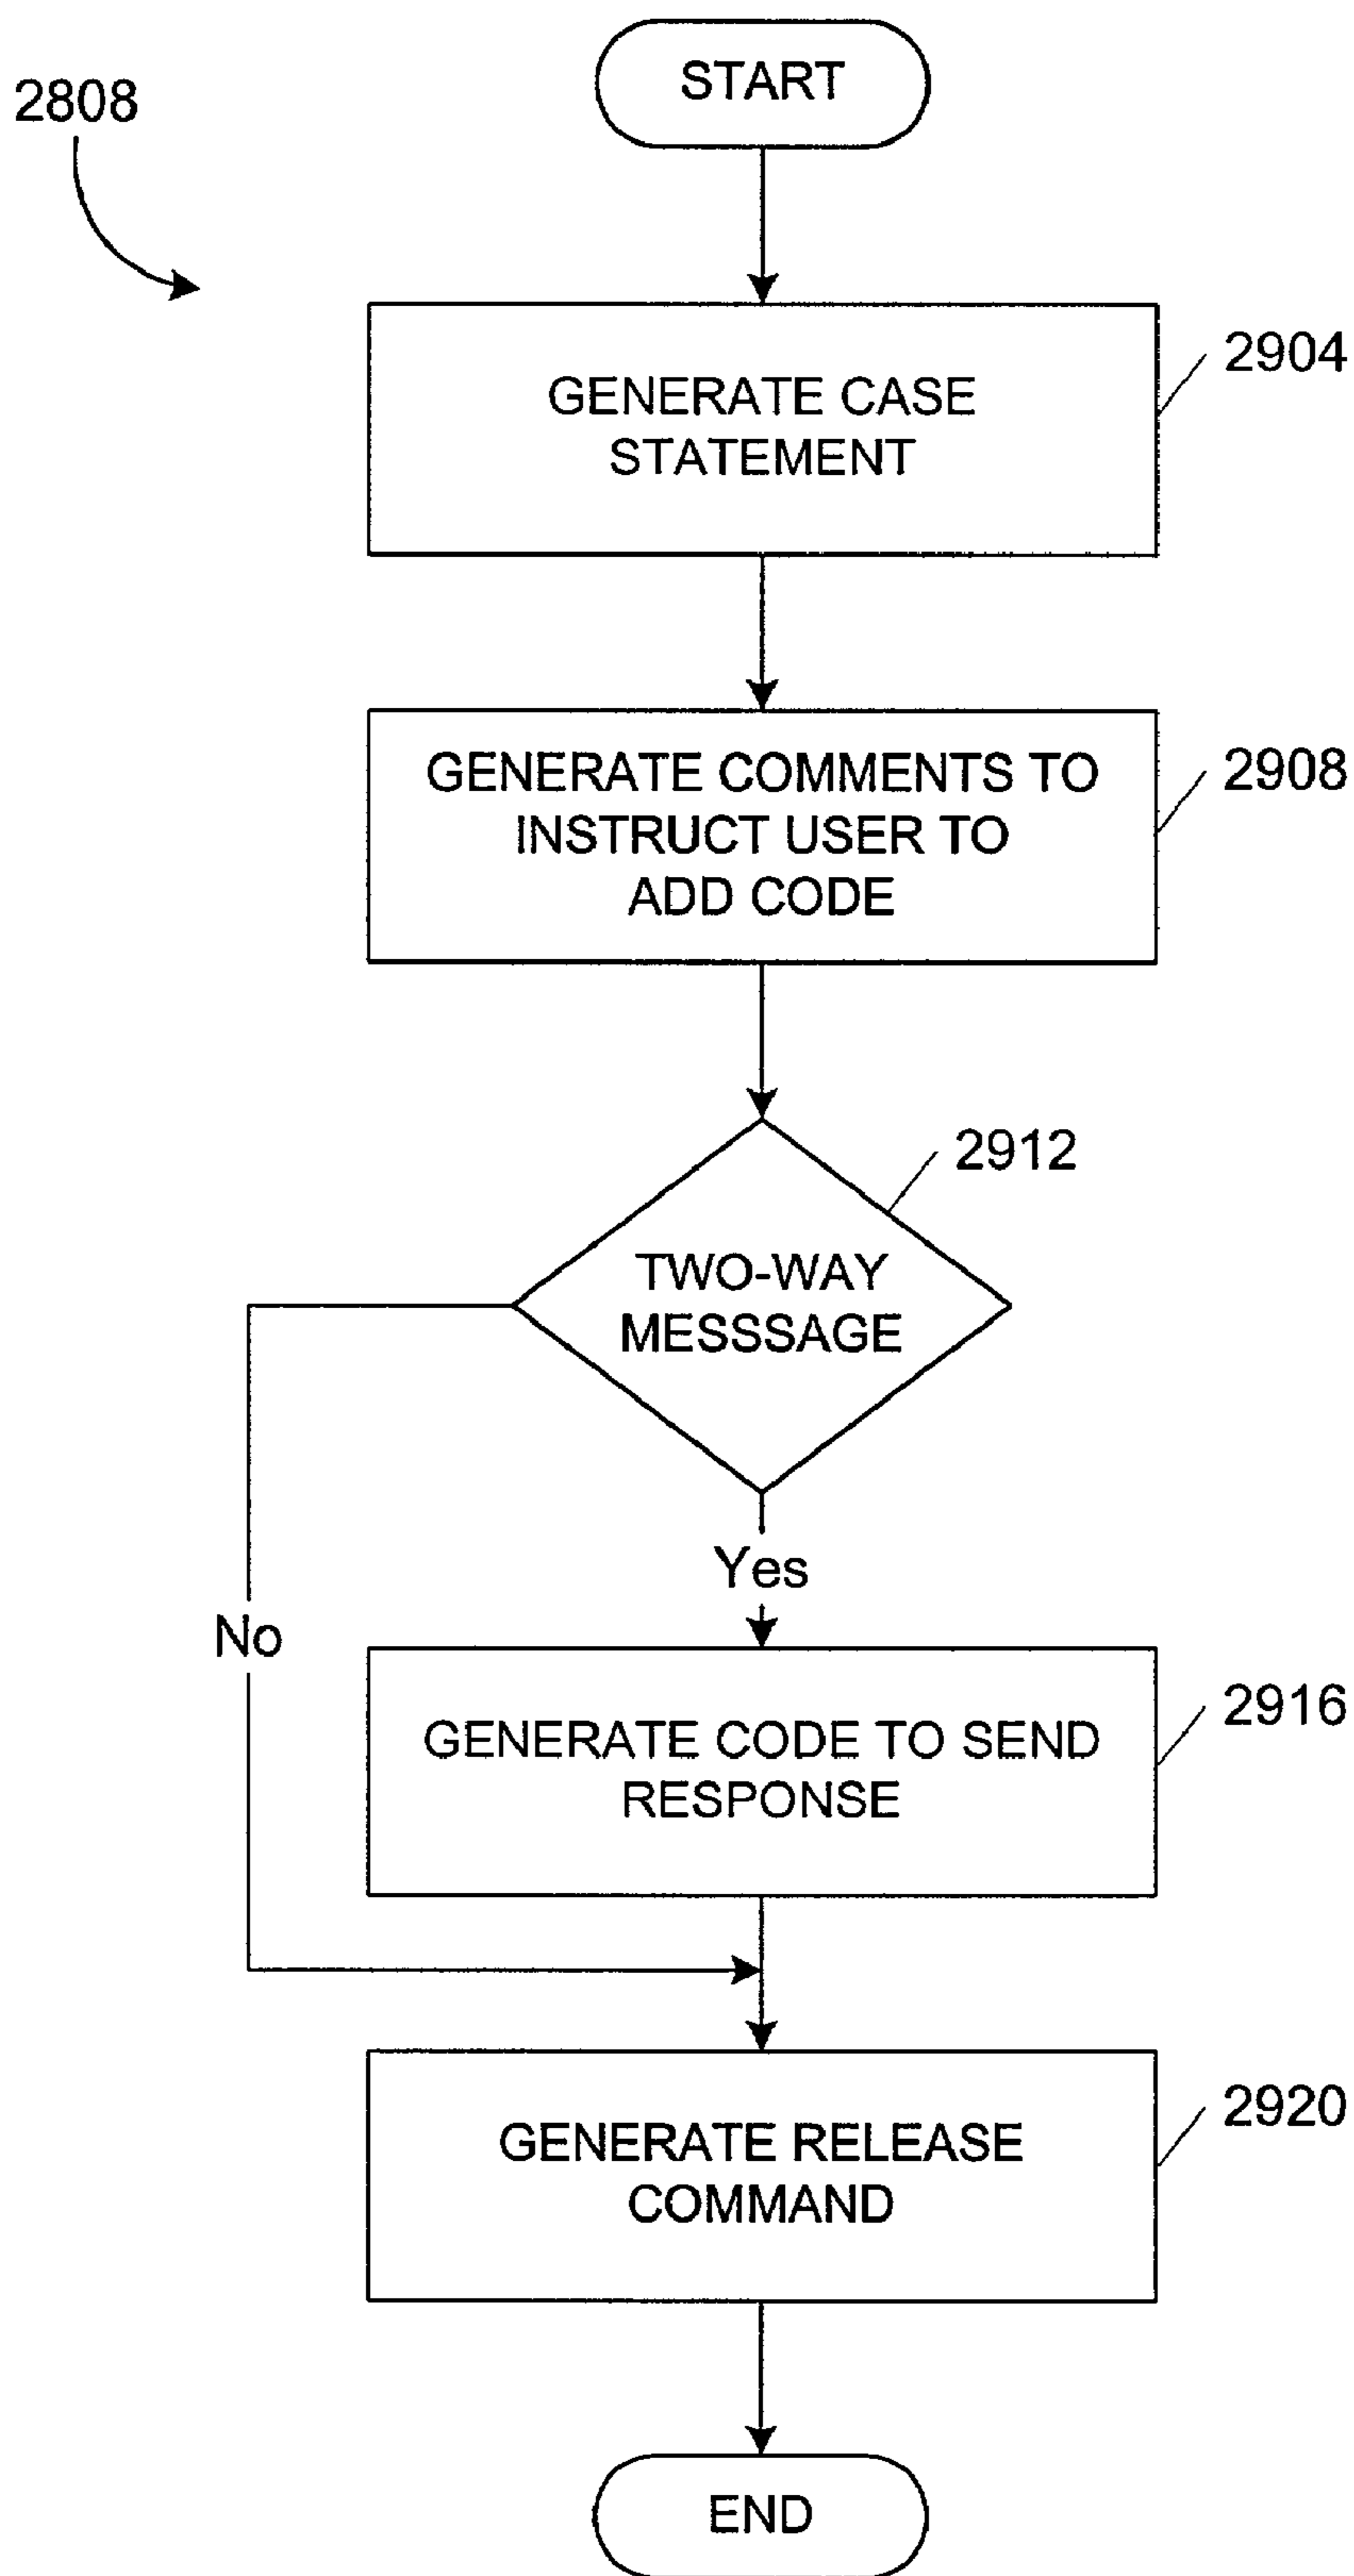 START
2808
2904
GENERATE CASE
STATEMENT
2908
GENERATE COMMENTS TO
INSTRUCT USER TO
ADD CODE
2912
TWO-WAY
MESSSAGE
Yes
No
2916
GENERATE CODE TO SEND
RESPONSE
2920
GENERATE RELEASE
COMMAND
END